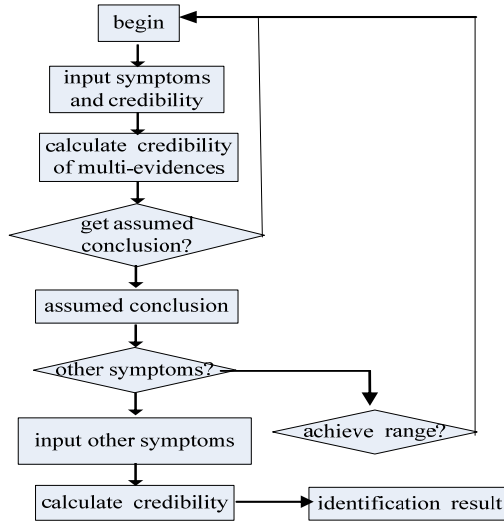 begin
input symptoms
and credibility
calculate credibility
of multi-evidences
get assumed
conclusion?
assumed conclusion
other symptoms?
achieve range?
input other symptoms
calculate credibility
identification result